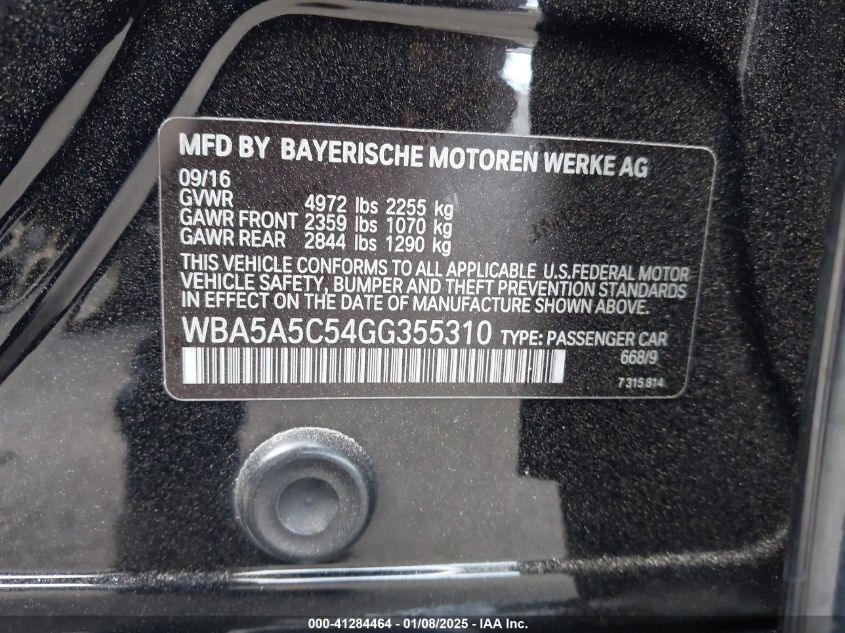 MFD BY BAYERISCHE MOTOREN WERKE AG
09/16
GVWR 4972 lbs 2255 kg
GAWR FRONT 2359 lbs 1070 kg
GAWR REAR 2844 lbs 1290 kg
THIS VEHICLE CONFORMS TO ALL APPLICABLE U.S.FEDERAL MOTOR
VEHICLE SAFETY, BUMPER AND THEFT PREVENTION STANDARDS
IN EFFECT ON THE DATE OF MANUFACTURE SHOWN ABOVE.
WBA5A5C54GG355310 TYPE: PASSENGER CAR
668/9
7 315 814
000-41284464 - 01/08/2025 - IAA Inc.